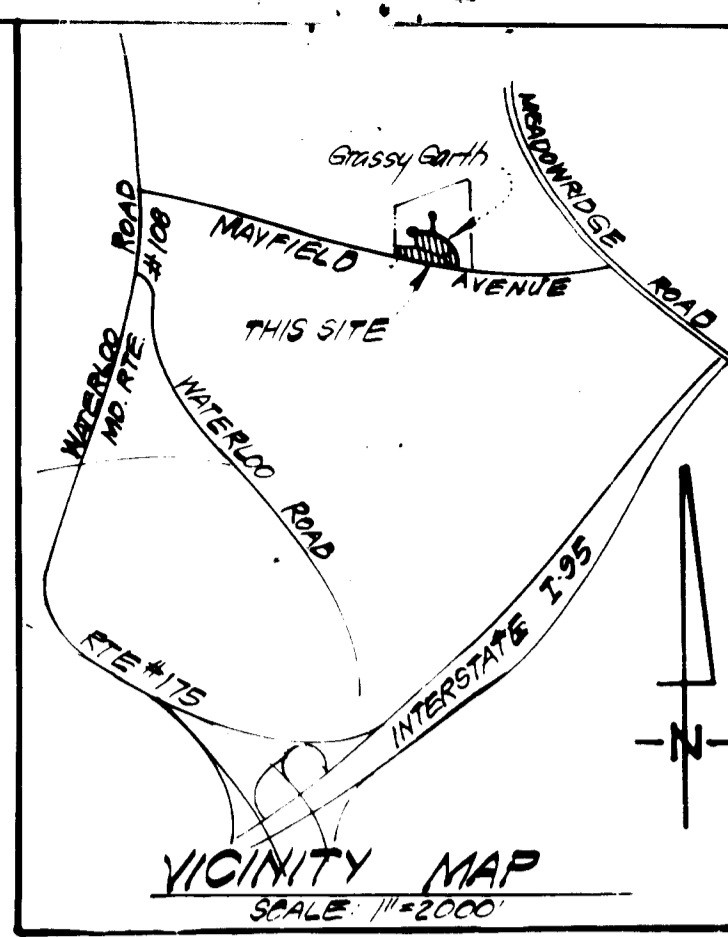 Grassy Garth
MEADOWRIDGE
ROAD
ROAD
#108
MAYFIELD
AVENUE
THIS SITE
WATERLOO
MD. RTE.
WATERLOO
ROAD
INTERSTATE I-95
RTE #175
-N-
VICINITY MAP
SCALE: 1"=2000'